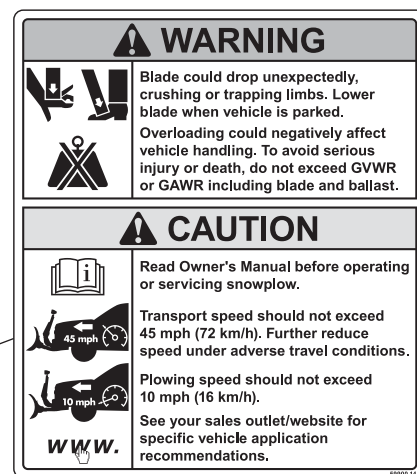 WARNING
Blade could drop unexpectedly,
crushing or trapping limbs. Lower
blade when vehicle is parked.
Overloading could negatively affect
vehicle handling. To avoid serious
injury or death, do not exceed GVWR
or GAWR including blade and ballast.
CAUTION
Read Owner's Manual before operating
or servicing snowplow.
45 mph
Transport speed should not exceed
45 mph (72 km/h). Further reduce
speed under adverse travel conditions.
10 mph
Plowing speed should not exceed
10 mph (16 km/h).
www.
See your sales outlet/website for
specific vehicle application
recommendations.